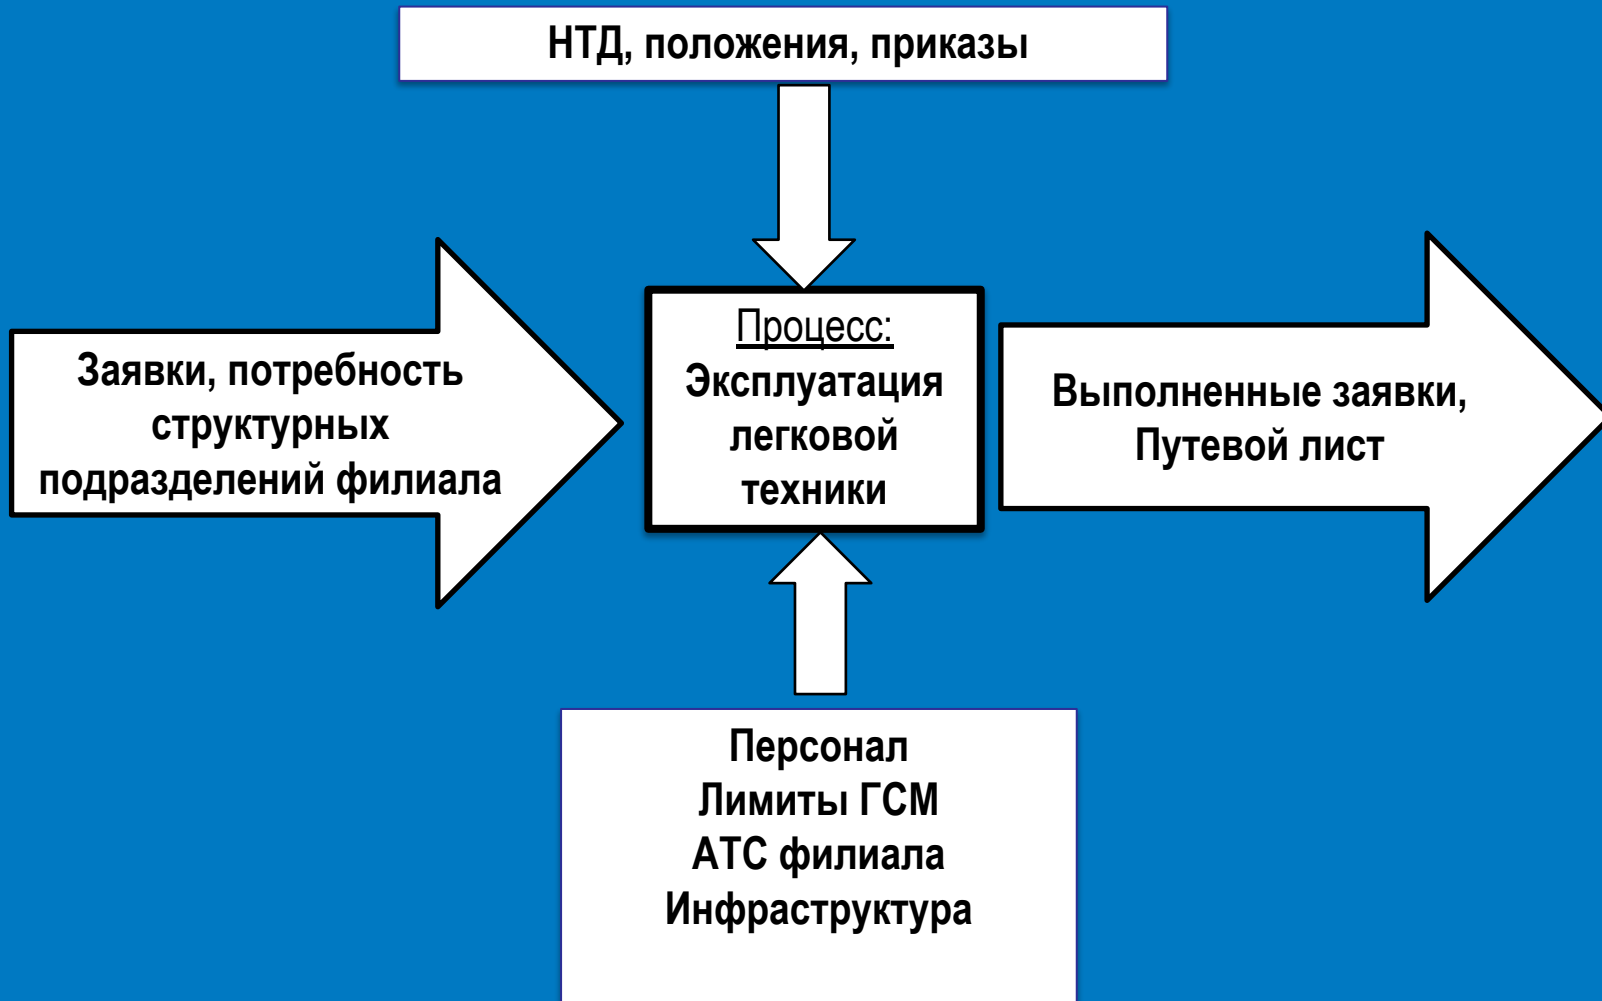 НТД, положения, приказы
Заявки, потребность
структурных
подразделений филиала
Процесс:
Эксплуатация
легковой
техники
Выполненные заявки,
Путевой лист
Персонал
Лимиты ГСМ
АТС филиала
Инфраструктура